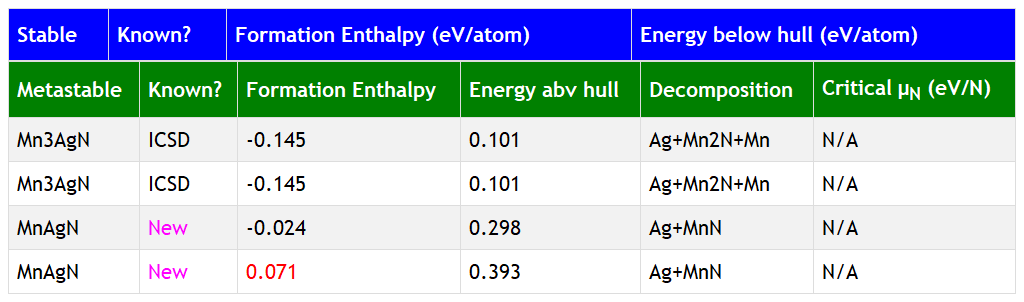 Stable Known? Formation Enthalpy (eV/atom) Energy below hull (eV/atom)
Metastable Known? Formation Enthalpy Energy abv hull Decomposition Critical μN (eV/N)
Mn3AgN ICSD -0.145 0.101 Ag+Mn2N+Mn N/A
Mn3AgN ICSD -0.145 0.101 Ag+Mn2N+Mn N/A
MnAgN New -0.024 0.298 Ag+MnN N/A
MnAgN New 0.071 0.393 Ag+MnN N/A